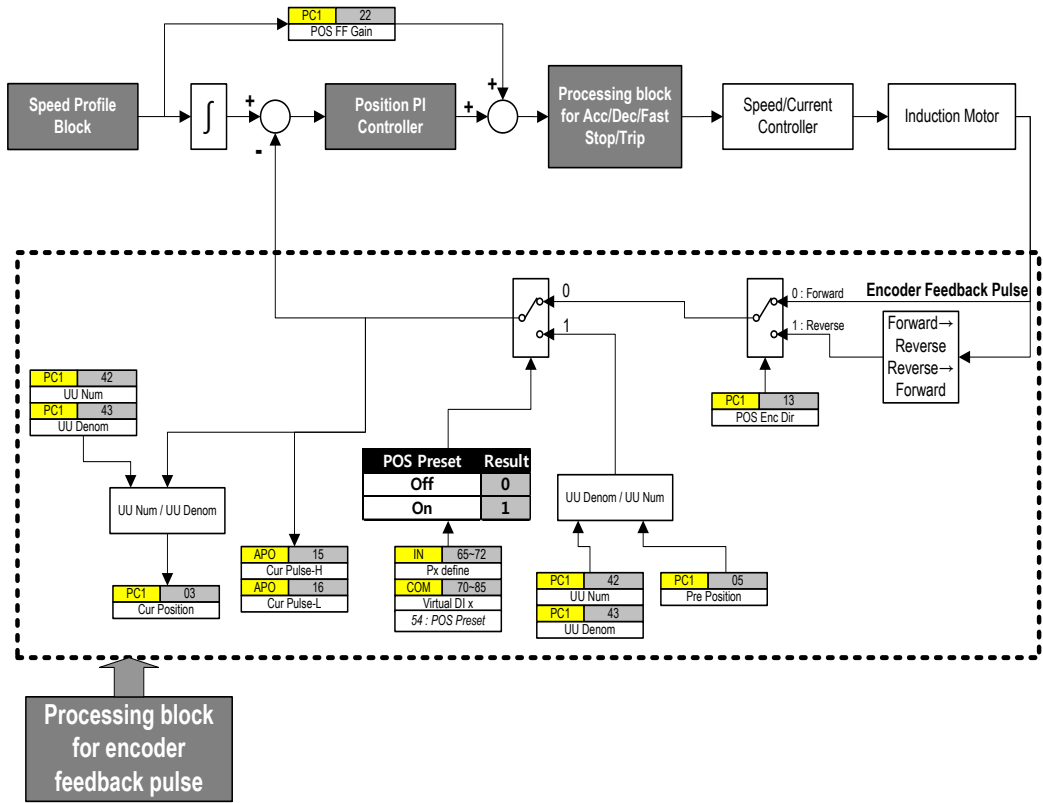 PC1 22
POS FF Gain
Speed Profile
Block
∫
+
-
Position PI
Controller
+
+
Processing block
for Acc/Dec/Fast
Stop/Trip
Speed/Current
Controller
Induction Motor
0
1
0 : Forward
Encoder Feedback Pulse
1 : Reverse
Forward→
Reverse
Reverse→
Forward
PC1 42
UU Num
PC1 43
UU Denom
PC1 13
POS Enc Dir
POS Preset Result
Off 0
On 1
UU Num / UU Denom
UU Denom / UU Num
APO 15
Cur Pulse-H
APO 16
Cur Pulse-L
IN 65~72
Px define
COM 70~85
Virtual DI x
54 : POS Preset
PC1 42
UU Num
PC1 43
UU Denom
PC1 05
Pre Position
PC1 03
Cur Position
Processing block
for encoder
feedback pulse